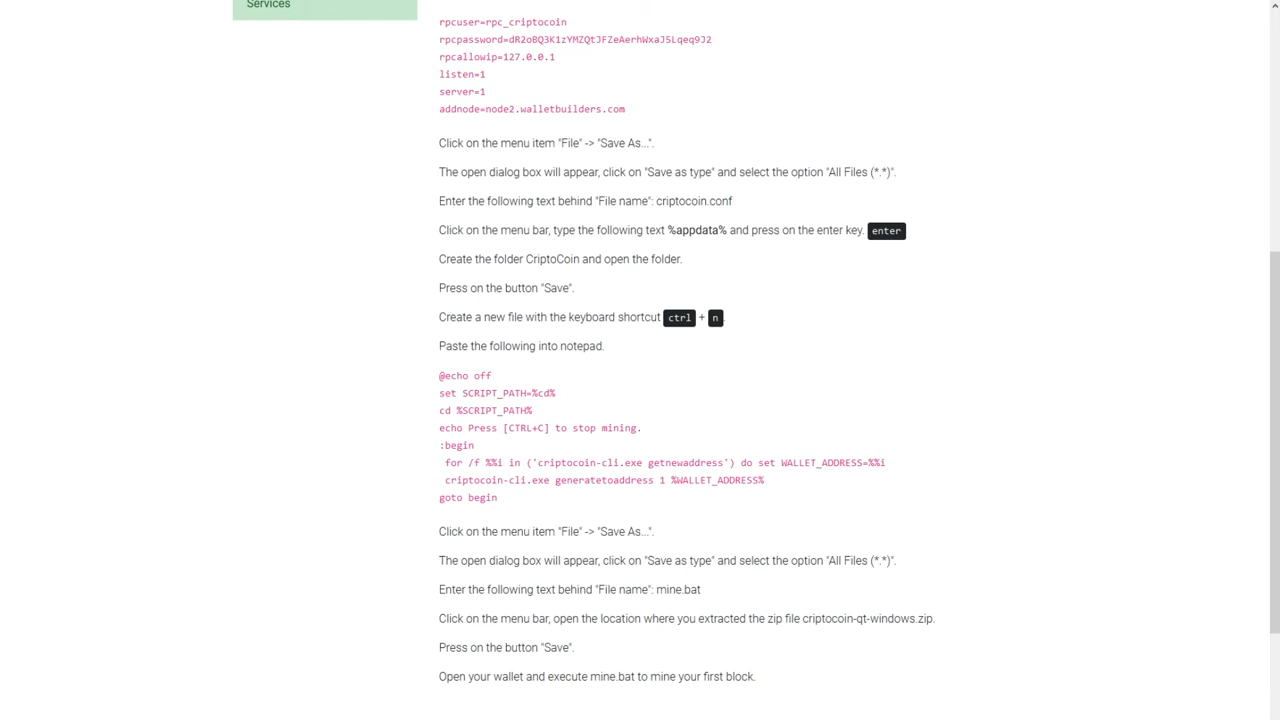 Services
rpcuser=rpc_criptocoin
rpcpassword=dR2oBQ3K1zYMZQtJFZeAerhWxaJ5Lqeq9J2
rpcallowip=127.0.0.1
listen=1
server=1
addnode=node2.walletbuilders.com
Click on the menu item "File" -> "Save As...".
The open dialog box will appear, click on "Save as type" and select the option "All Files (*.*)".
Enter the following text behind "File name": criptocoin.conf
Click on the menu bar, type the following text %appdata% and press on the enter key. enter
Create the folder CriptoCoin and open the folder.
Press on the button "Save".
Create a new file with the keyboard shortcut ctrl + n.
Paste the following into notepad.
@echo off
set SCRIPT_PATH=%cd%
cd %SCRIPT_PATH%
echo Press [CTRL+C] to stop mining.
:begin
for /f %%i in ('criptocoin-cli.exe getnewaddress') do set WALLET_ADDRESS=%%i
criptocoin-cli.exe generatetoaddress 1 %WALLET_ADDRESS%
goto begin
Click on the menu item "File" -> "Save As...".
The open dialog box will appear, click on "Save as type" and select the option "All Files (*.*)".
Enter the following text behind "File name": mine.bat
Click on the menu bar, open the location where you extracted the zip file criptocoin-qt-windows.zip.
Press on the button "Save".
Open your wallet and execute mine.bat to mine your first block.